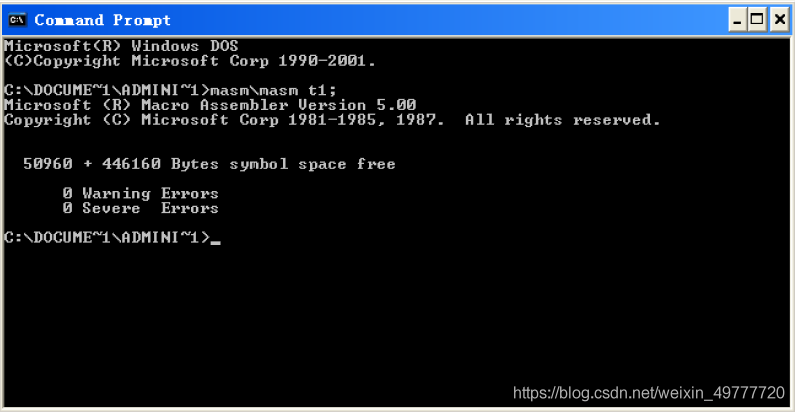 Command Prompt
Microsoft(R) Windows DOS
(C)Copyright Microsoft Corp 1990-2001.
C:\DOCUME~1\ADMINI~1>masm\masm t1;
Microsoft (R) Macro Assembler Version 5.00
Copyright (C) Microsoft Corp 1981-1985, 1987.  All rights reserved.
50960 + 446160 Bytes symbol space free
0 Warning Errors
0 Severe  Errors
C:\DOCUME~1\ADMINI~1>_
https://blog.csdn.net/weixin_49777720